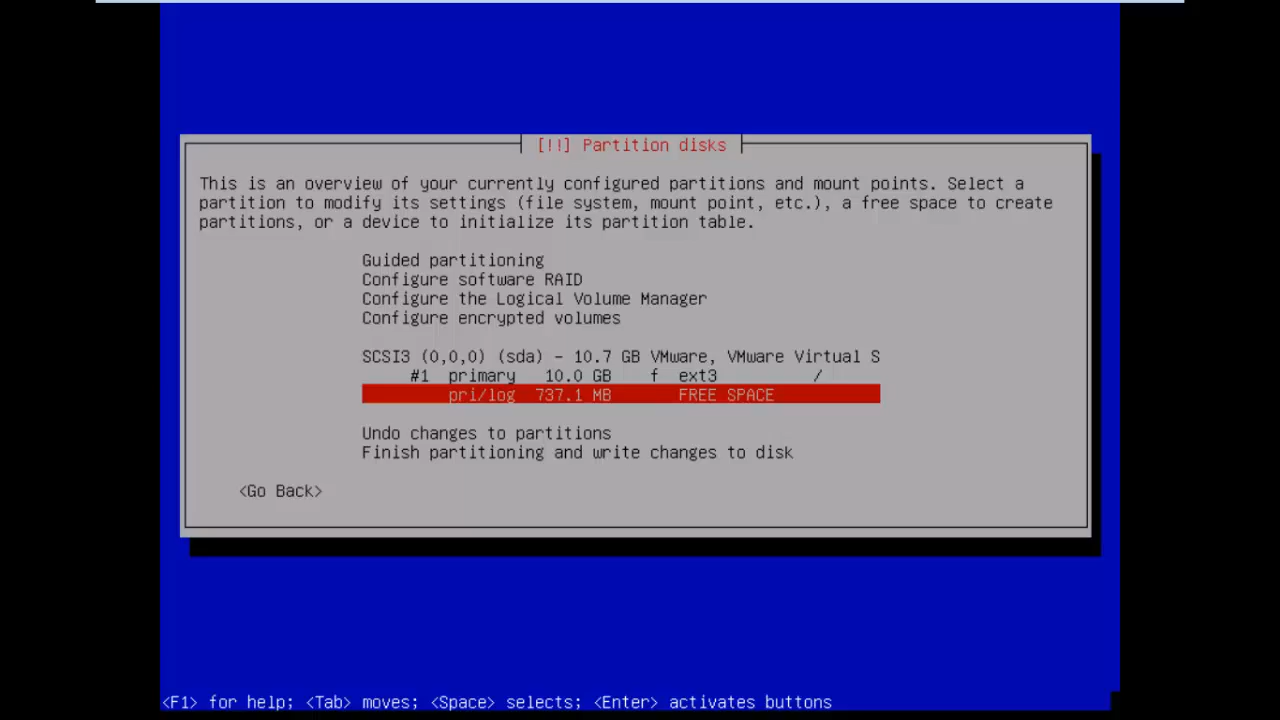 [!!] Partition disks
This is an overview of your currently configured partitions and mount points. Select a
partition to modify its settings (file system, mount point, etc.), a free space to create
partitions, or a device to initialize its partition table.
Guided partitioning
Configure software RAID
Configure the Logical Volume Manager
Configure encrypted volumes
SCSI3 (0,0,0) (sda) - 10.7 GB VMware, VMware Virtual S
#1 primary 10.0 GB f ext3 /
pri/log 737.1 MB FREE SPACE
Undo changes to partitions
Finish partitioning and write changes to disk
<Go Back>
<F1> for help; <Tab> moves; <Space> selects; <Enter> activates buttons